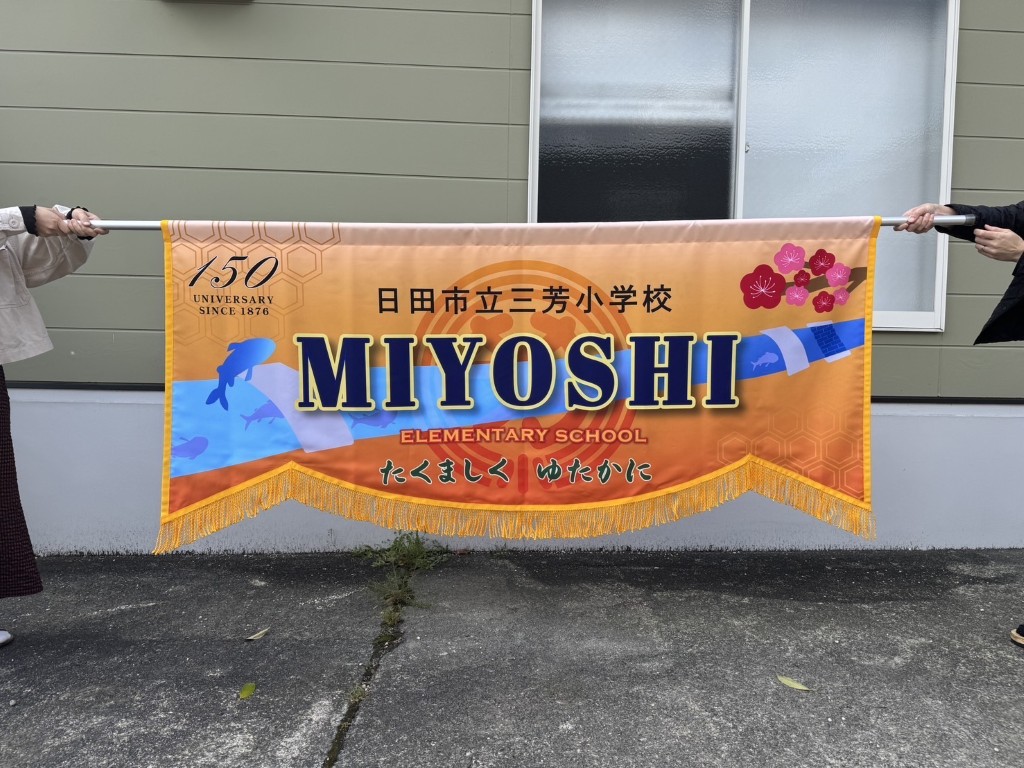 150
UNIVERSARY
SINCE 1876
日田市立三芳小学校
MIYOSHI
ELEMENTARY SCHOOL
たくましく ゆたかに